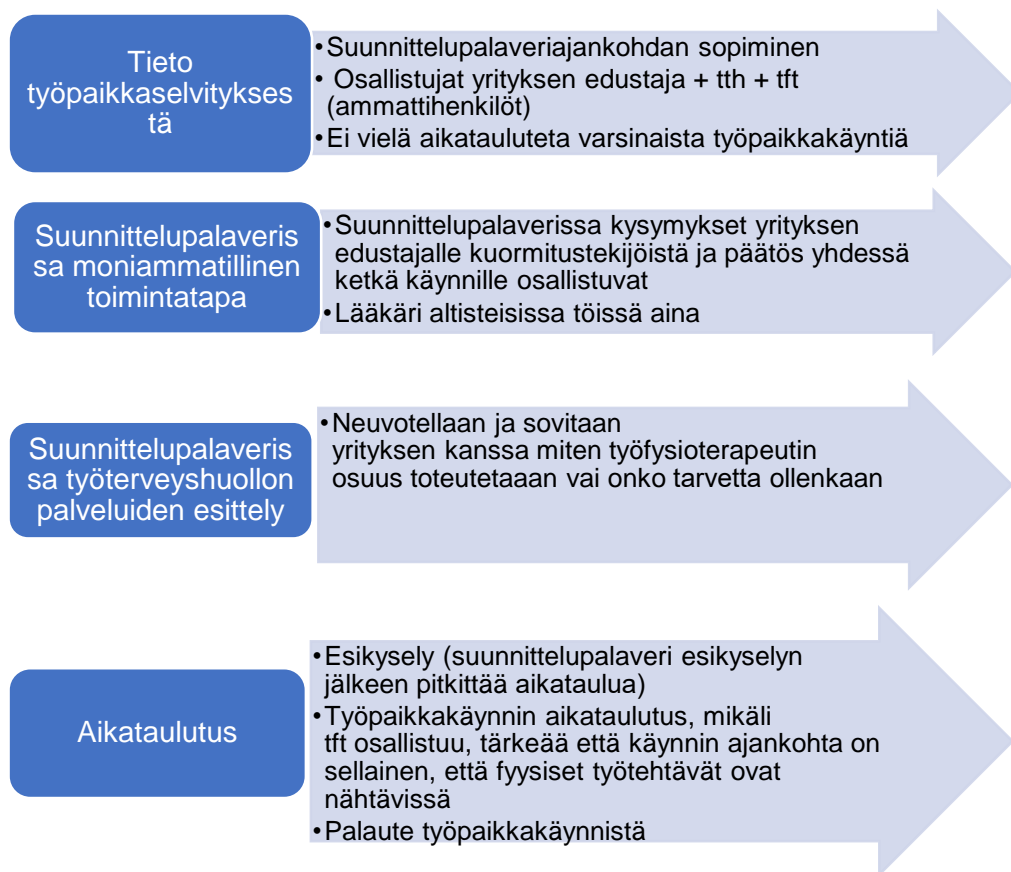 Tieto
työpaikkaselvitykses
tä
•Suunnittelupalaveriajankohdan sopiminen
• Osallistujat yrityksen edustaja + tth + tft
(ammattihenkilöt)
•Ei vielä aikatauluteta varsinaista työpaikkakäyntiä
Suunnittelupalaveris
sa moniammatillinen
toimintatapa
•Suunnittelupalaverissa kysymykset yrityksen
edustajalle kuormitustekijöistä ja päätös yhdessä
ketkä käynnille osallistuvat
•Lääkäri altisteisissa töissä aina
Suunnittelupalaveris
sa työterveyshuollon
palveluiden esittely
•Neuvotellaan ja sovitaan
yrityksen kanssa miten työfysioterapeutin
osuus toteutetaaan vai onko tarvetta ollenkaan
Aikataulutus
•Esikysely (suunnittelupalaveri esikyselyn
jälkeen pitkittää aikataulua)
•Työpaikkakäynnin aikataulutus, mikäli
tft osallistuu, tärkeää että käynnin ajankohta on
sellainen, että fyysiset työtehtävät ovat
nähtävissä
•Palaute työpaikkakäynnistä